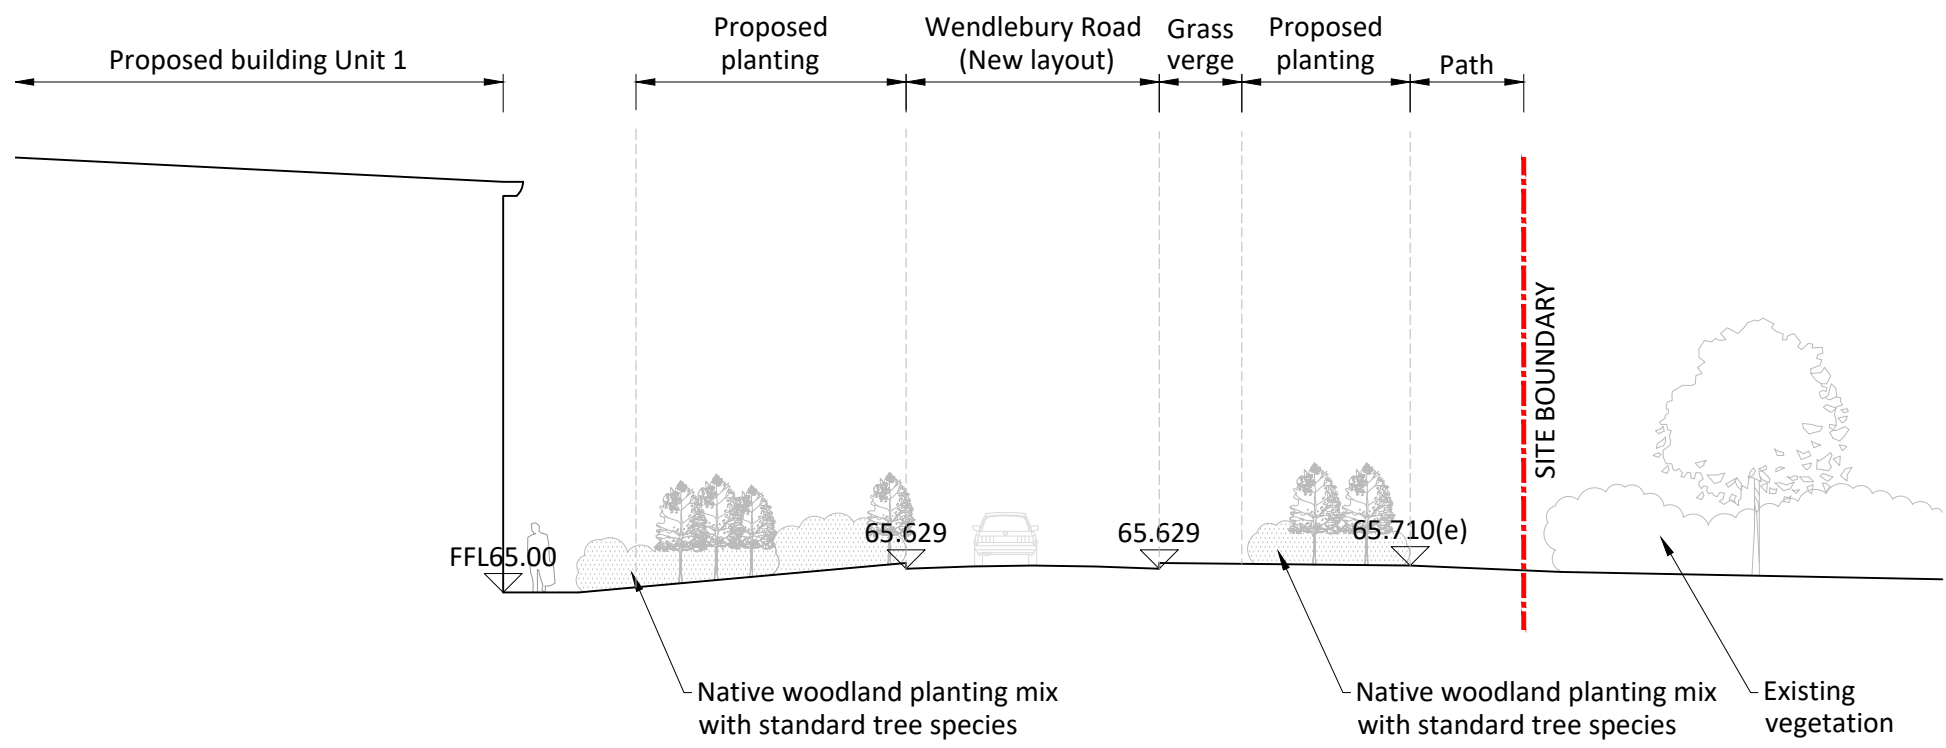 Proposed building Unit 1
Proposed
planting
Wendlebury Road
(New layout)
Grass
verge
Proposed
planting
Path
SITE BOUNDARY
FFL65.00
65.629
65.629
65.710(e)
Native woodland planting mix
with standard tree species
Native woodland planting mix
with standard tree species
Existing
vegetation